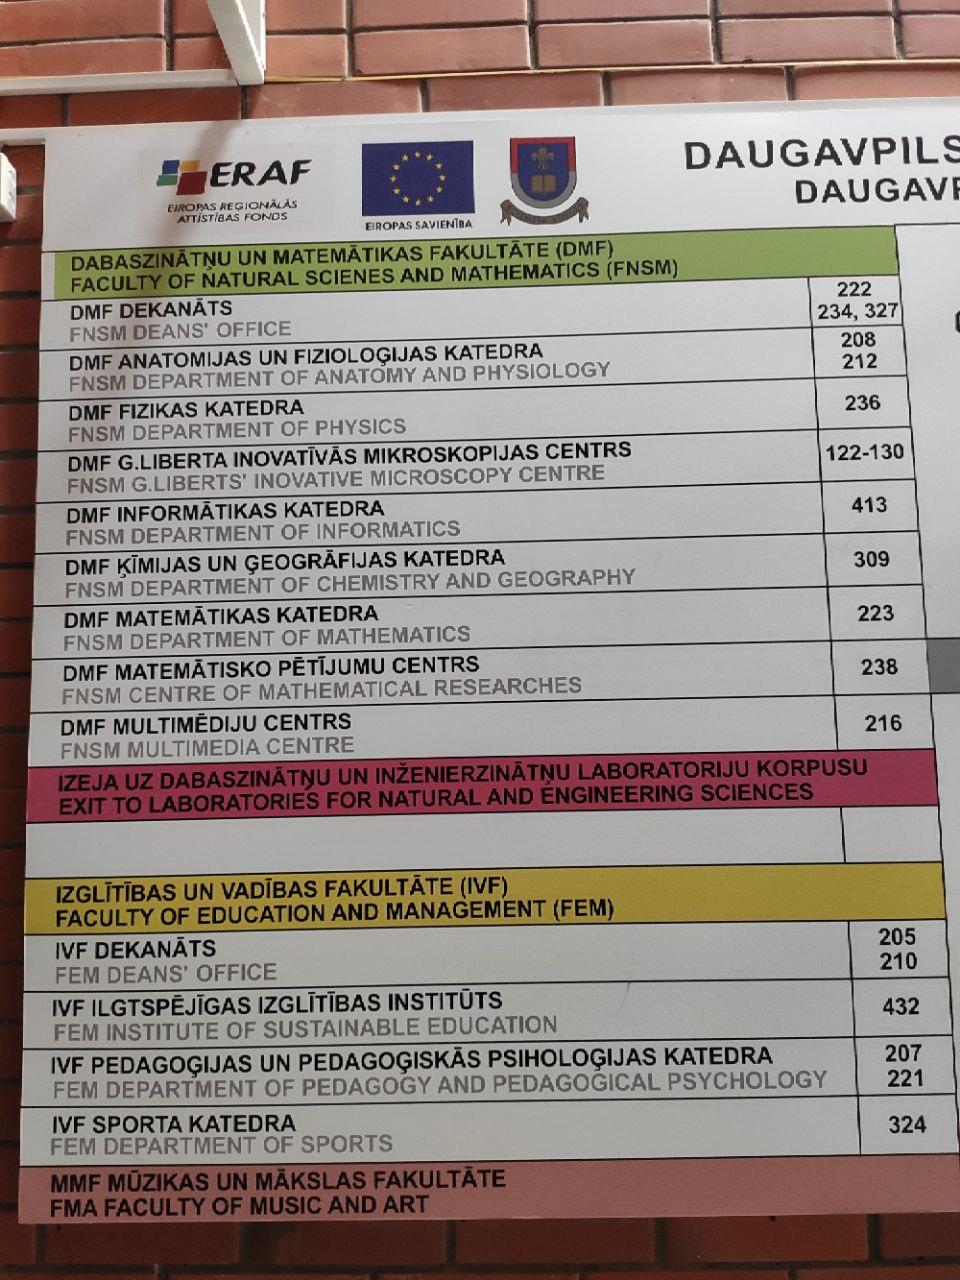 ERAF
EIROPAS REĢIONĀLĀS
ATTĪSTĪBAS FONDS
EIROPAS SAVIENĪBA
DAUGAVPILS
DAUGAVP
DABASZINĀTŅU UN MATEMĀTIKAS FAKULTĀTE (DMF)
FACULTY OF NATURAL SCIENES AND MATHEMATICS (FNSM)
DMF DEKANĀTS 222
FNSM DEANS' OFFICE 234, 327
DMF ANATOMIJAS UN FIZIOLOĢIJAS KATEDRA 208
FNSM DEPARTMENT OF ANATOMY AND PHYSIOLOGY 212
DMF FIZIKAS KATEDRA 236
FNSM DEPARTMENT OF PHYSICS
DMF G.LIBERTA INOVATĪVĀS MIKROSKOPIJAS CENTRS 122-130
FNSM G.LIBERTS' INOVATIVE MICROSCOPY CENTRE
DMF INFORMĀTIKAS KATEDRA 413
FNSM DEPARTMENT OF INFORMATICS
DMF ĶĪMIJAS UN ĢEOGRĀFIJAS KATEDRA 309
FNSM DEPARTMENT OF CHEMISTRY AND GEOGRAPHY
DMF MATEMĀTIKAS KATEDRA 223
FNSM DEPARTMENT OF MATHEMATICS
DMF MATEMĀTISKO PĒTĪJUMU CENTRS 238
FNSM CENTRE OF MATHEMATICAL RESEARCHES
DMF MULTIMĒDIJU CENTRS 216
FNSM MULTIMEDIA CENTRE
IZEJA UZ DABASZINĀTŅU UN INŽENIERZINĀTŅU LABORATORIJU KORPUSU
EXIT TO LABORATORIES FOR NATURAL AND ENGINEERING SCIENCES
IZGLĪTĪBAS UN VADĪBAS FAKULTĀTE (IVF)
FACULTY OF EDUCATION AND MANAGEMENT (FEM)
IVF DEKANĀTS 205
FEM DEANS' OFFICE 210
IVF ILGTSPĒJĪGAS IZGLĪTĪBAS INSTITŪTS 432
FEM INSTITUTE OF SUSTAINABLE EDUCATION
IVF PEDAGOĢIJAS UN PEDAGOĢISKĀS PSIHOLOĢIJAS KATEDRA 207
FEM DEPARTMENT OF PEDAGOGY AND PEDAGOGICAL PSYCHOLOGY 221
IVF SPORTA KATEDRA 324
FEM DEPARTMENT OF SPORTS
MMF MŪZIKAS UN MĀKSLAS FAKULTĀTE
FMA FACULTY OF MUSIC AND ART